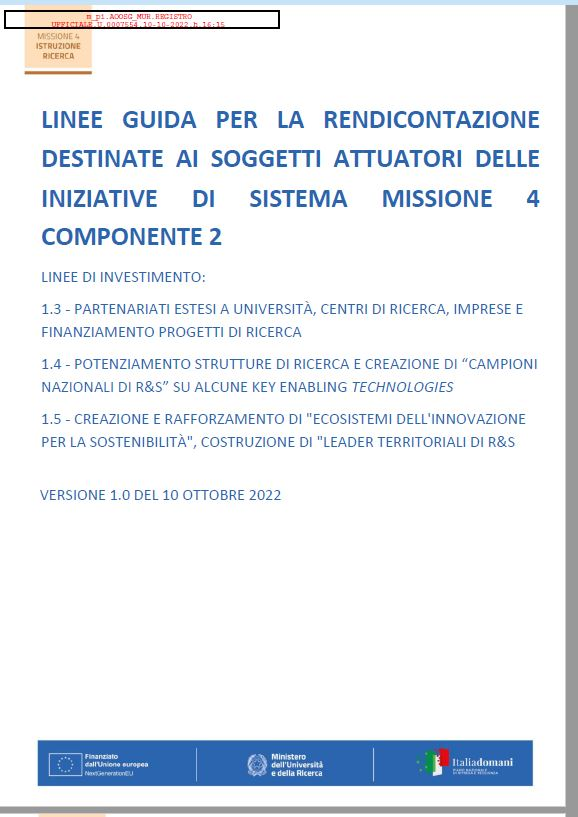 m_pi.AOOSG_MUR.REGISTRO
UFFICIALE.U.0007554.10-10-2022.h.16:15
MISSIONE 4
ISTRUZIONE
RICERCA
LINEE GUIDA PER LA RENDICONTAZIONE
DESTINATE AI SOGGETTI ATTUATORI DELLE
INIZIATIVE DI SISTEMA MISSIONE 4
COMPONENTE 2
LINEE DI INVESTIMENTO:
1.3 - PARTENARIATI ESTESI A UNIVERSITÀ, CENTRI DI RICERCA, IMPRESE E
FINANZIAMENTO PROGETTI DI RICERCA
1.4 - POTENZIAMENTO STRUTTURE DI RICERCA E CREAZIONE DI “CAMPIONI
NAZIONALI DI R&S” SU ALCUNE KEY ENABLING TECHNOLOGIES
1.5 - CREAZIONE E RAFFORZAMENTO DI "ECOSISTEMI DELL'INNOVAZIONE
PER LA SOSTENIBILITÀ", COSTRUZIONE DI "LEADER TERRITORIALI DI R&S
VERSIONE 1.0 DEL 10 OTTOBRE 2022
Finanziato
dall'Unione europea
NextGenerationEU
Ministero
dell'Università
e della Ricerca
Italiadomani
PIANO NAZIONALE
DI RIPRESA E RESILIENZA